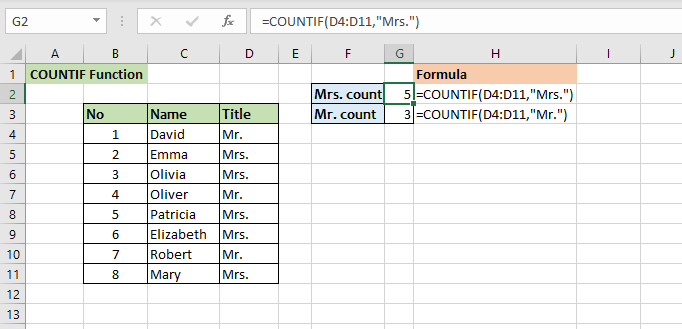 G2 =COUNTIF(D4:D11,"Mrs.")
A B C D E F G H I J
1 COUNTIF Function Formula
2 Mrs. count 5 =COUNTIF(D4:D11,"Mrs.")
3 No Name Title Mr. count 3 =COUNTIF(D4:D11,"Mr.")
4 1 David Mr.
5 2 Emma Mrs.
6 3 Olivia Mrs.
7 4 Oliver Mr.
8 5 Patricia Mrs.
9 6 Elizabeth Mrs.
10 7 Robert Mr.
11 8 Mary Mrs.
12
13